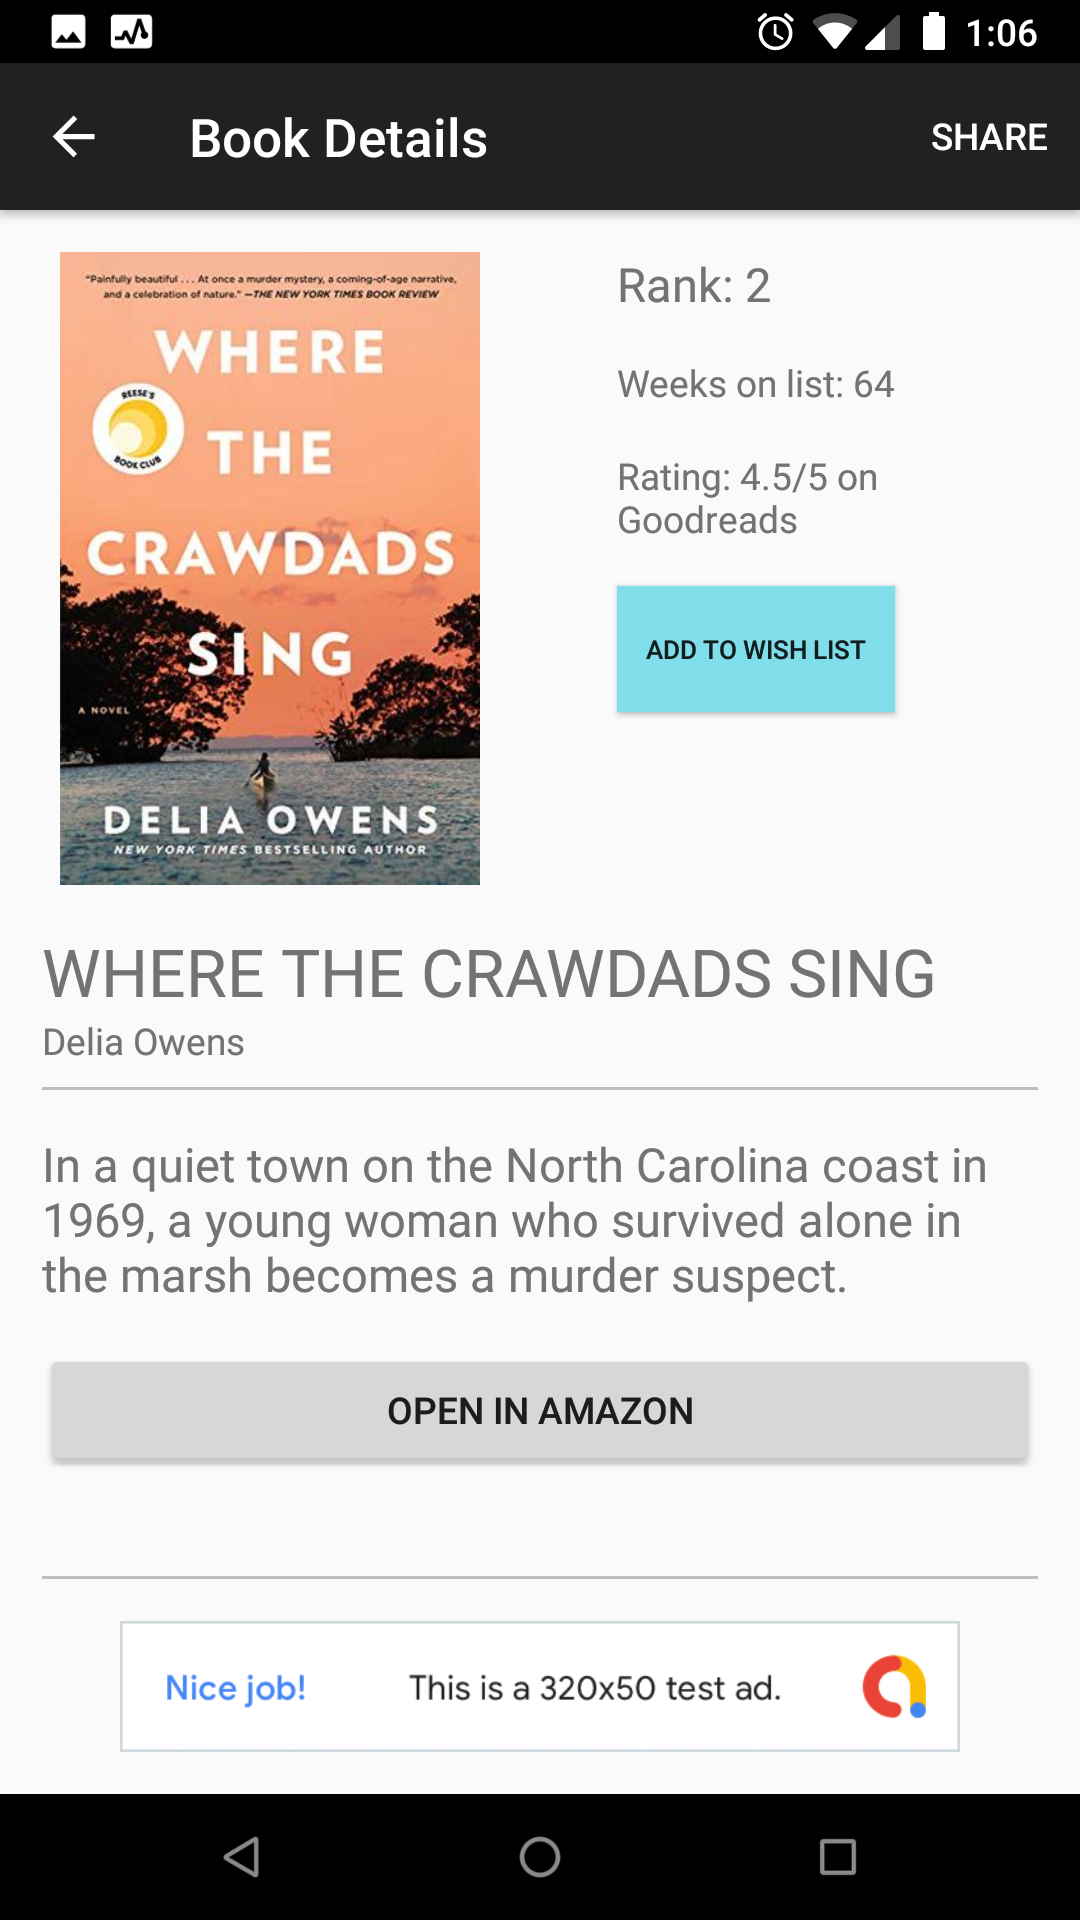 1:06
Book Details
SHARE
"Painfully beautiful . . . At once a murder mystery, a coming-of-age narrative,
and a celebration of nature." —THE NEW YORK TIMES BOOK REVIEW
WHERE
REESE'S
BOOK CLUB
THE
CRAWDADS
SING
A NOVEL
DELIA OWENS
NEW YORK TIMES BESTSELLING AUTHOR
Rank: 2
Weeks on list: 64
Rating: 4.5/5 on
Goodreads
ADD TO WISH LIST
WHERE THE CRAWDADS SING
Delia Owens
In a quiet town on the North Carolina coast in
1969, a young woman who survived alone in
the marsh becomes a murder suspect.
OPEN IN AMAZON
Nice job!
This is a 320x50 test ad.